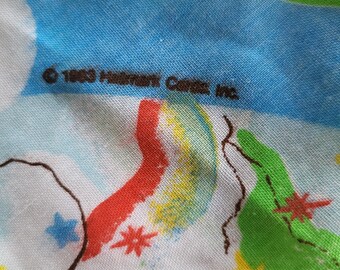 © 1983 Hallmark Cards, Inc.